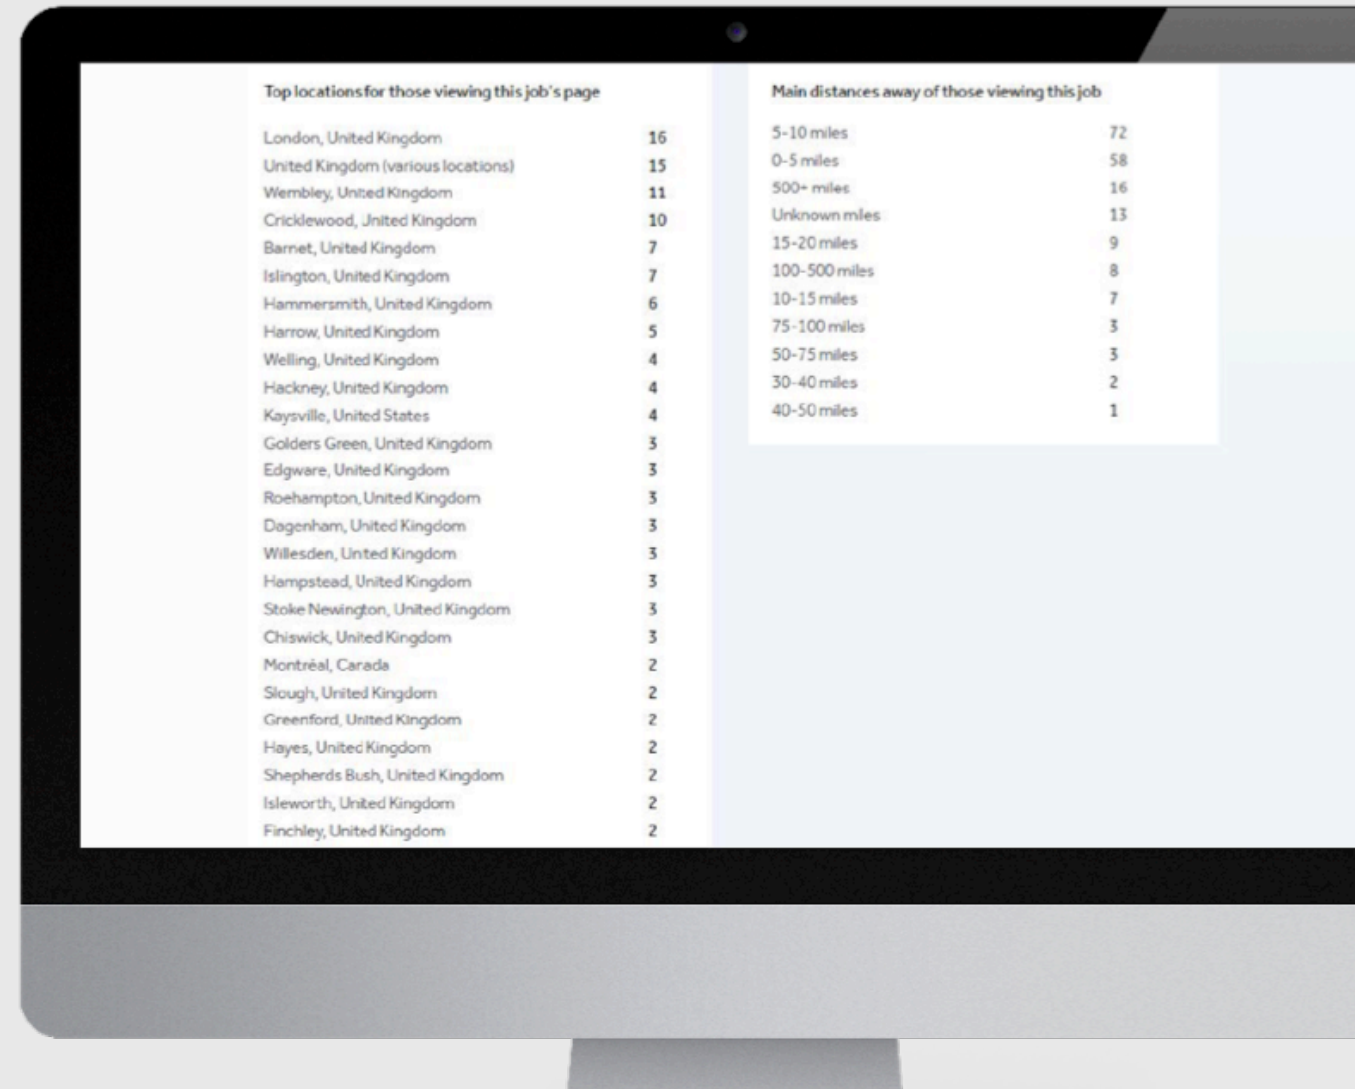 Top locations for those viewing this job's page
London, United Kingdom 16
United Kingdom (various locations) 15
Wembley, United Kingdom 11
Cricklewood, United Kingdom 10
Barnet, United Kingdom 7
Islington, United Kingdom 7
Hammersmith, United Kingdom 6
Harrow, United Kingdom 5
Welling, United Kingdom 4
Hackney, United Kingdom 4
Kaysville, United States 4
Golders Green, United Kingdom 3
Edgware, United Kingdom 3
Roehampton, United Kingdom 3
Dagenham, United Kingdom 3
Willesden, United Kingdom 3
Hampstead, United Kingdom 3
Stoke Newington, United Kingdom 3
Chiswick, United Kingdom 3
Montréal, Canada 2
Slough, United Kingdom 2
Greenford, United Kingdom 2
Hayes, United Kingdom 2
Shepherds Bush, United Kingdom 2
Isleworth, United Kingdom 2
Finchley, United Kingdom 2
Main distances away of those viewing this job
5-10 miles 72
0-5 miles 58
500+ miles 16
Unknown miles 13
15-20 miles 9
100-500 miles 8
10-15 miles 7
75-100 miles 3
50-75 miles 3
30-40 miles 2
40-50 miles 1